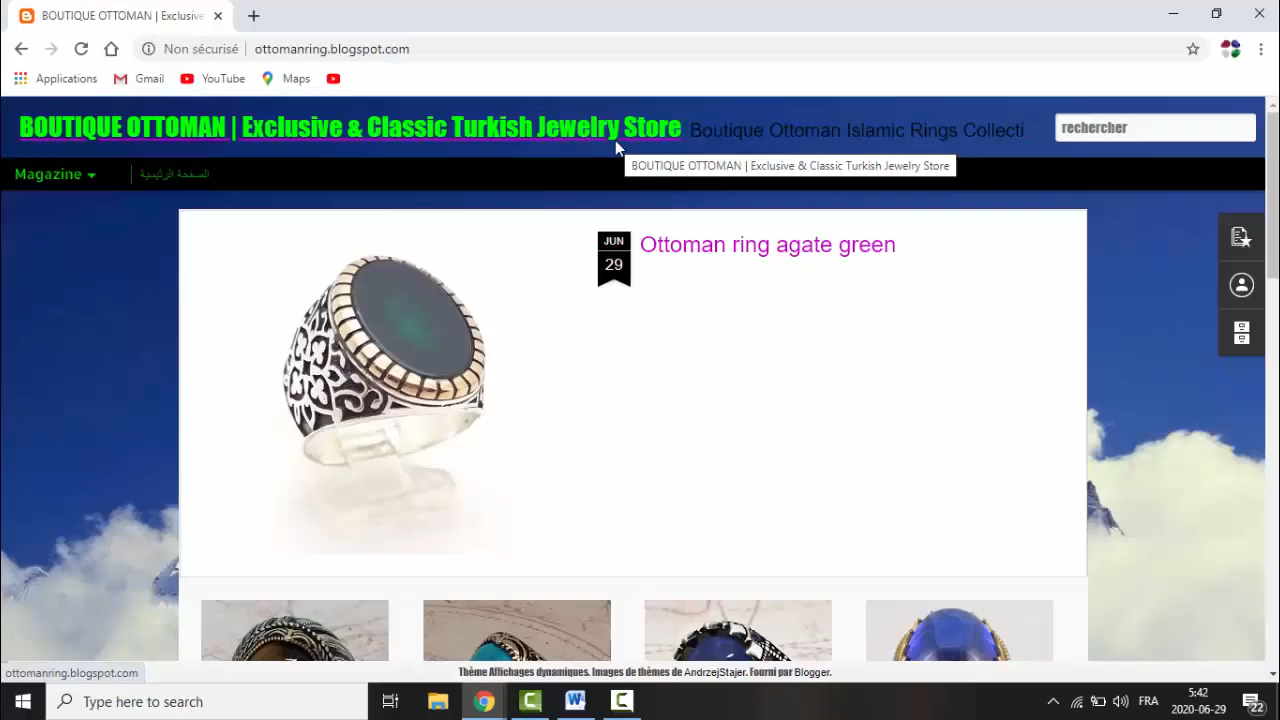 BOUTIQUE OTTOMAN | Exclusive
Non sécurisé ottomanring.blogspot.com
Applications Gmail YouTube Maps
BOUTIQUE OTTOMAN | Exclusive & Classic Turkish Jewelry Store Boutique Ottoman Islamic Rings Collecti rechercher
BOUTIQUE OTTOMAN | Exclusive & Classic Turkish Jewelry Store
Magazine الصفحة الرئيسية
JUN
29
Ottoman ring agate green
ottomanring.blogspot.com
Thème Affichages dynamiques. Images de thèmes de AndrzejStajer. Fourni par Blogger.
Type here to search
FRA
5:42
2020-06-29
22